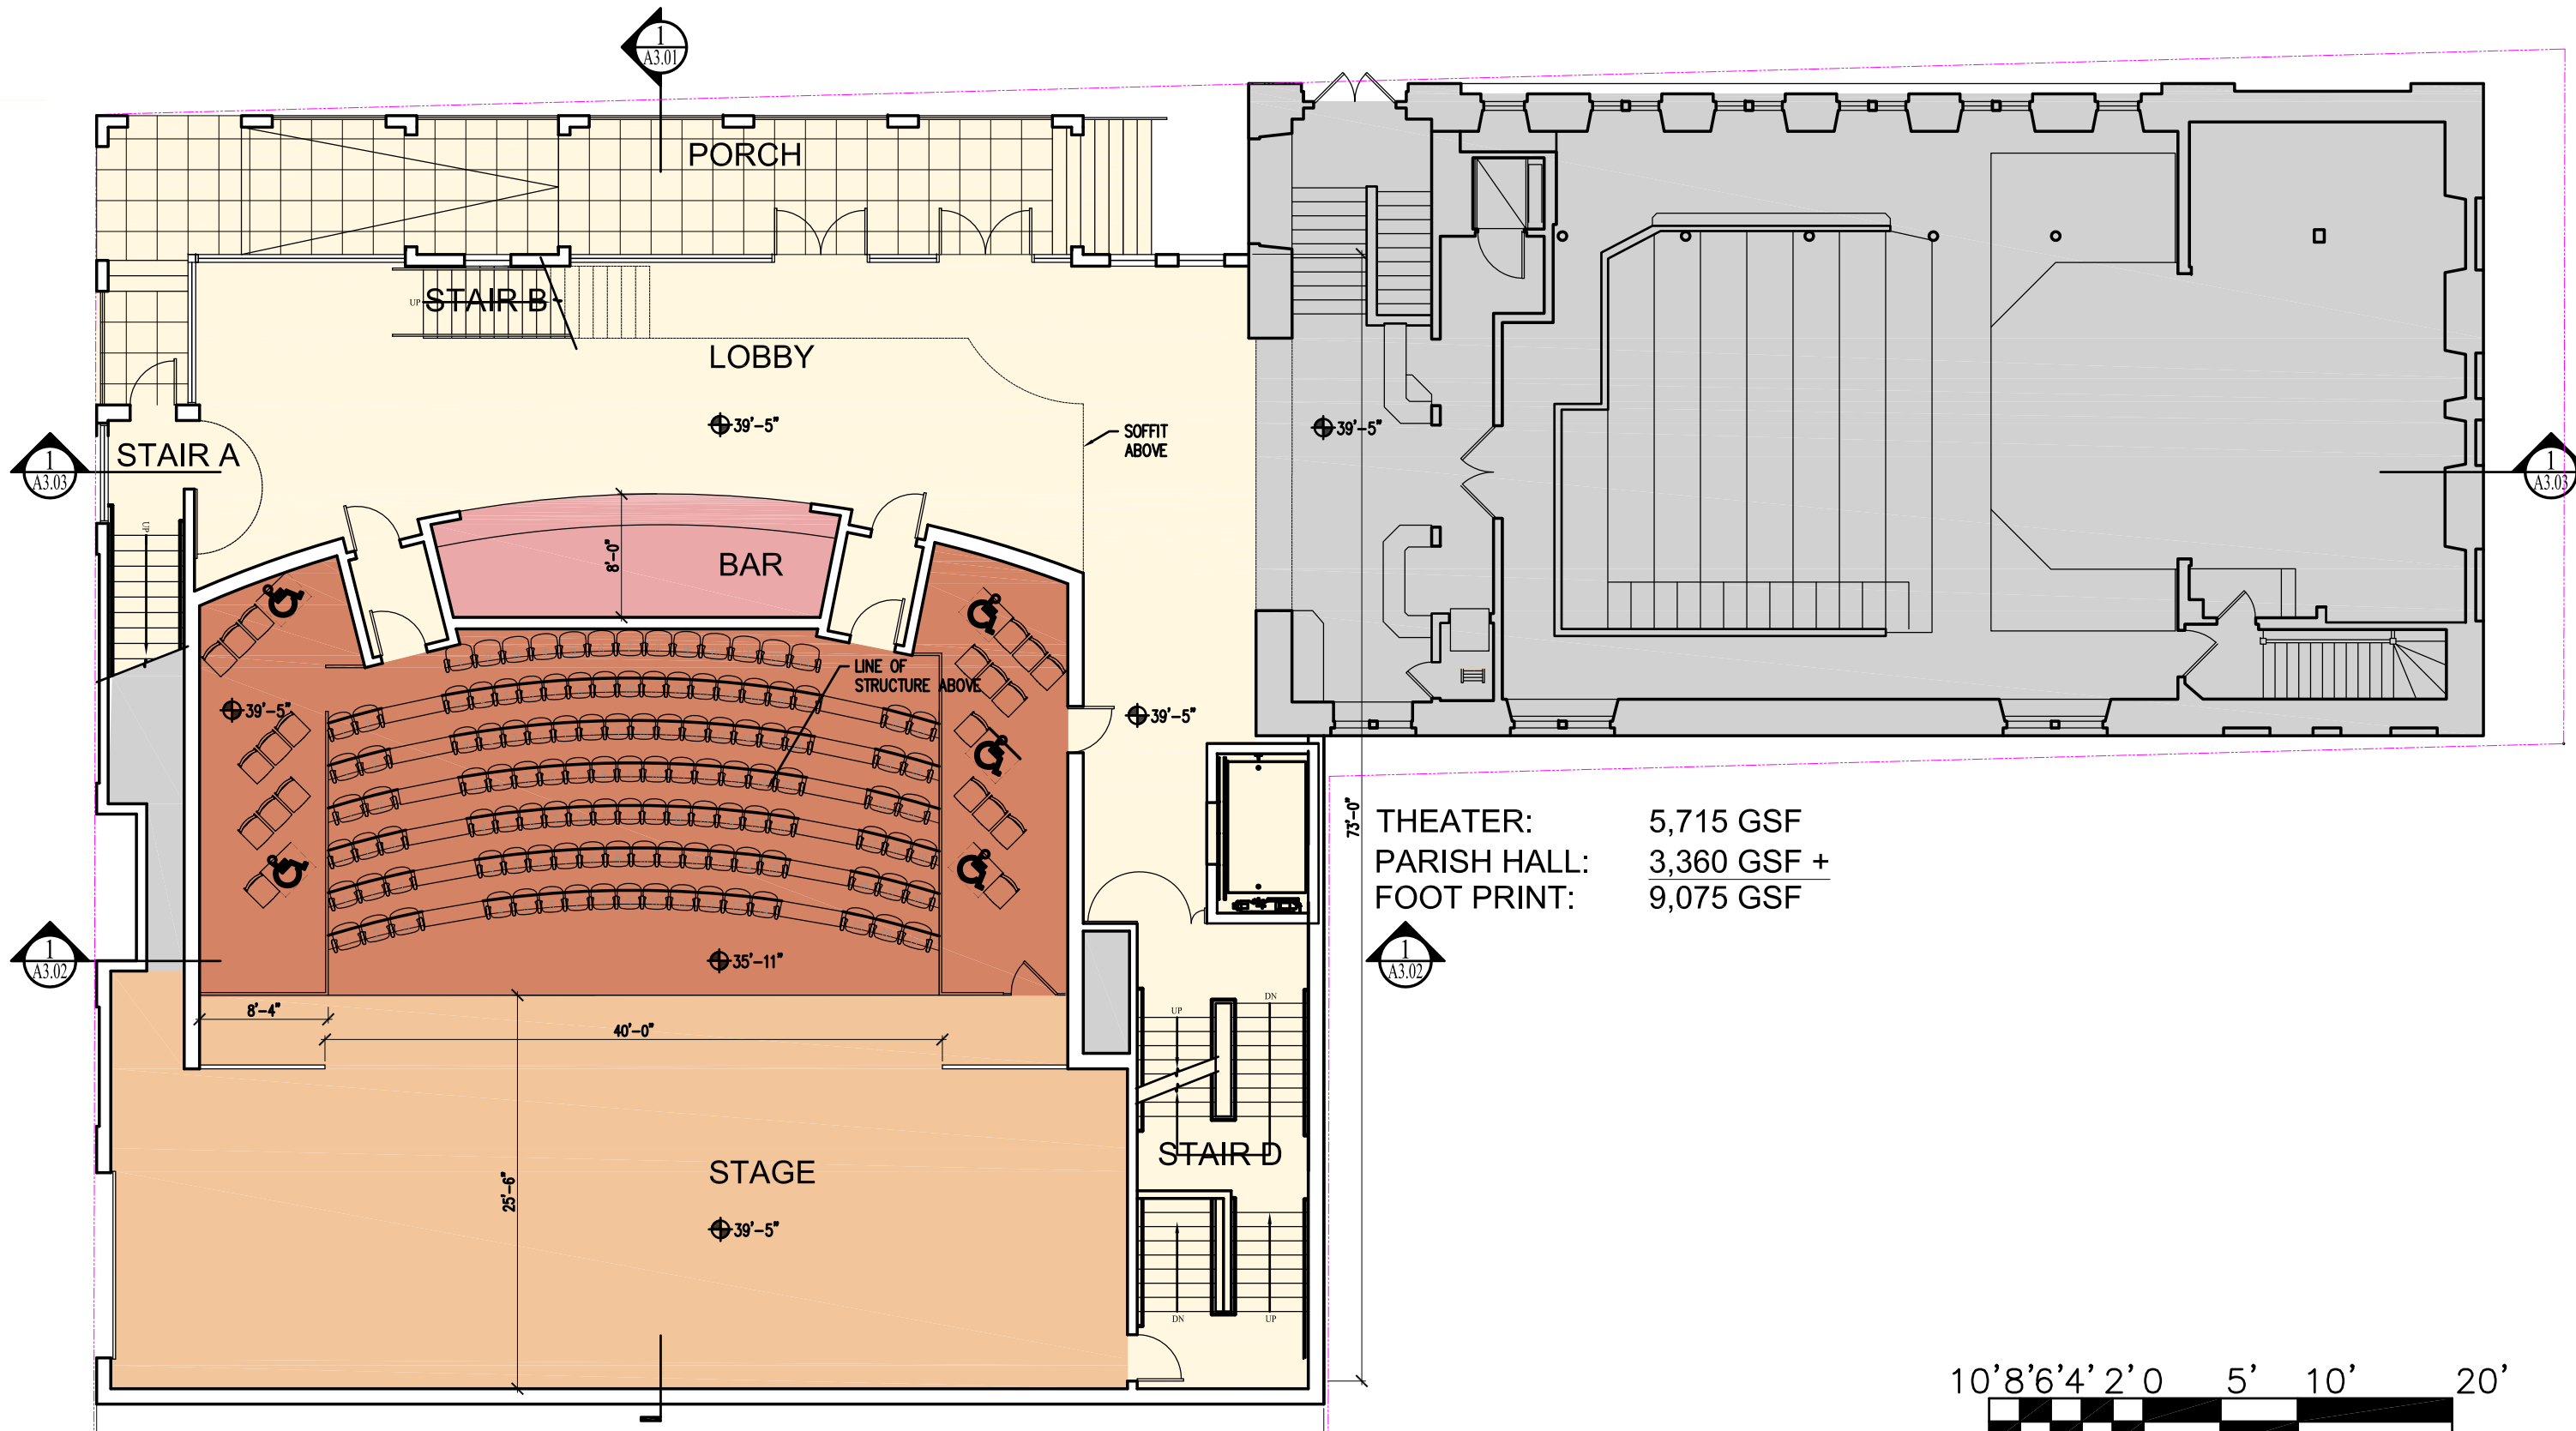 1
A3.01
PORCH
UP
STAIR B
LOBBY
39'-5"
SOFFIT
ABOVE
39'-5"
STAIR A
1
A3.03
1
A3.03
UP
8'-0"
BAR
LINE OF
STRUCTURE ABOVE
39'-5"
39'-5"
73'-0"
THEATER: 5,715 GSF
PARISH HALL: 3,360 GSF +
FOOT PRINT: 9,075 GSF
1
A3.02
35'-11"
1
A3.02
8'-4"
40'-0"
UP
DN
STAGE
25'-6"
39'-5"
STAIR D
DN
UP
10'8'6'4'2'0 5' 10' 20'